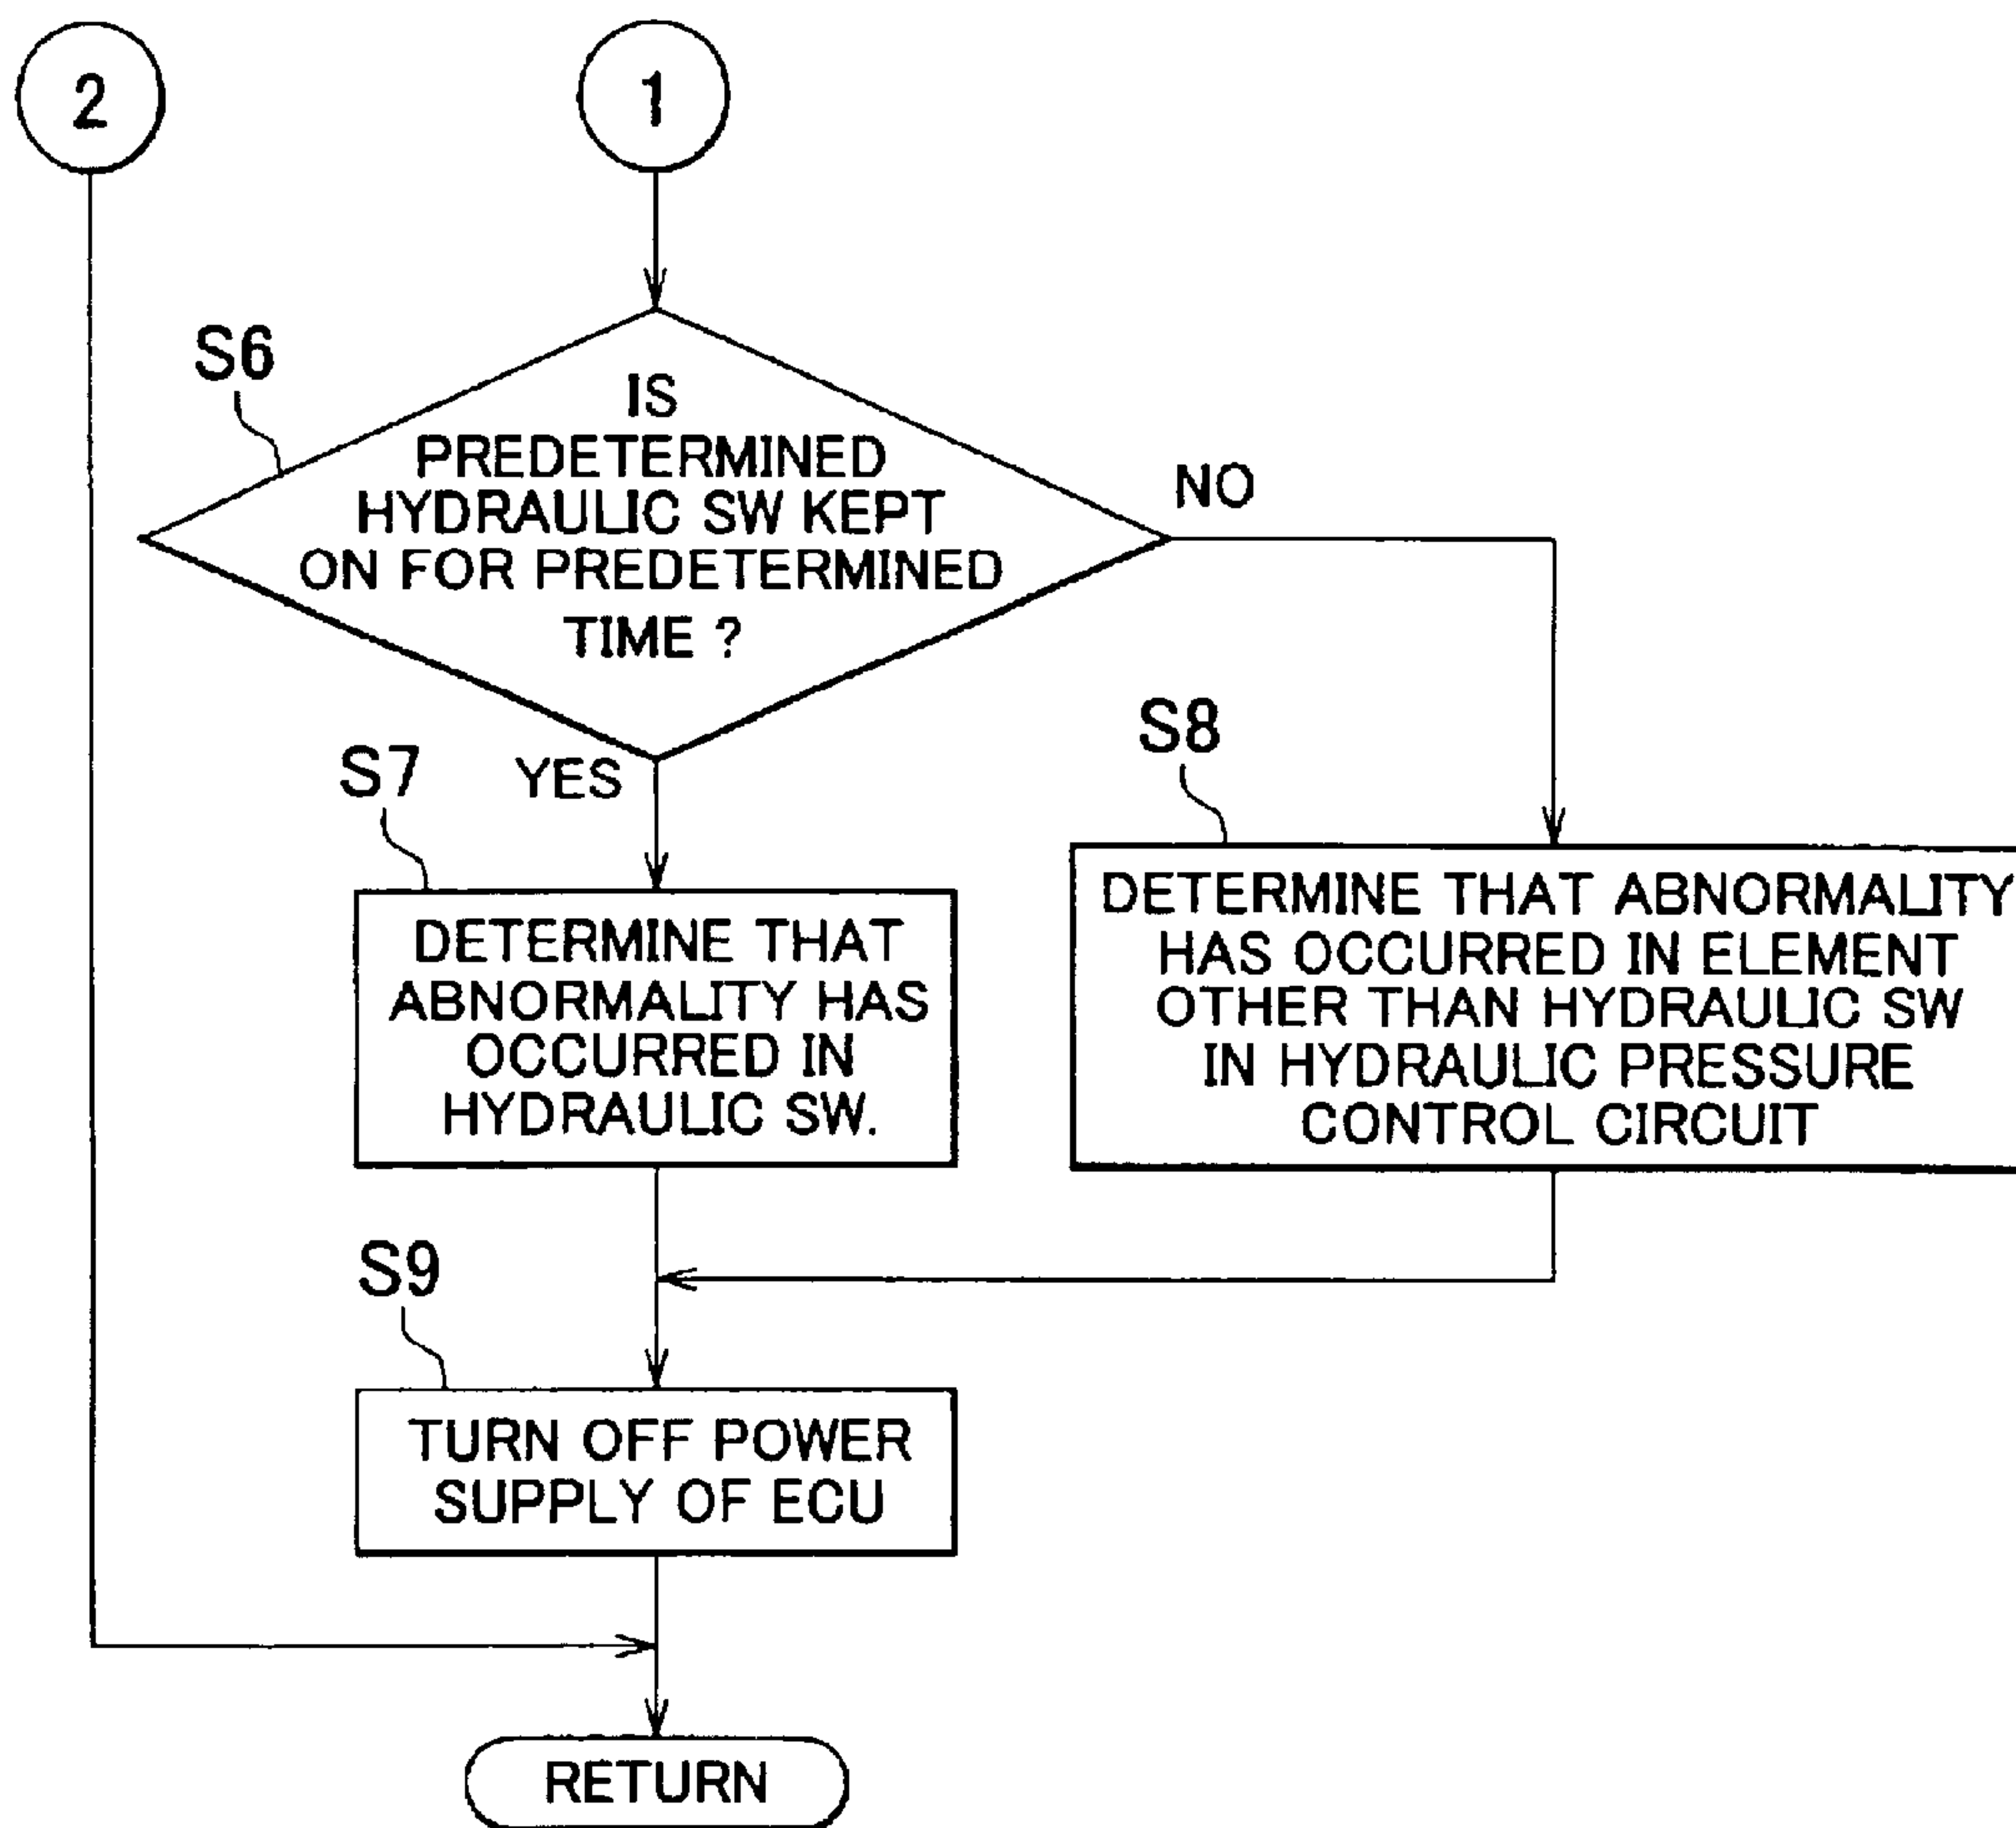 2
1
S6
IS
PREDETERMINED
HYDRAULIC SW KEPT
ON FOR PREDETERMINED
TIME ?
NO
YES
S7
DETERMINE THAT
ABNORMALITY HAS
OCCURRED IN
HYDRAULIC SW.
S8
DETERMINE THAT ABNORMALITY
HAS OCCURRED IN ELEMENT
OTHER THAN HYDRAULIC SW
IN HYDRAULIC PRESSURE
CONTROL CIRCUIT
S9
TURN OFF POWER
SUPPLY OF ECU
RETURN